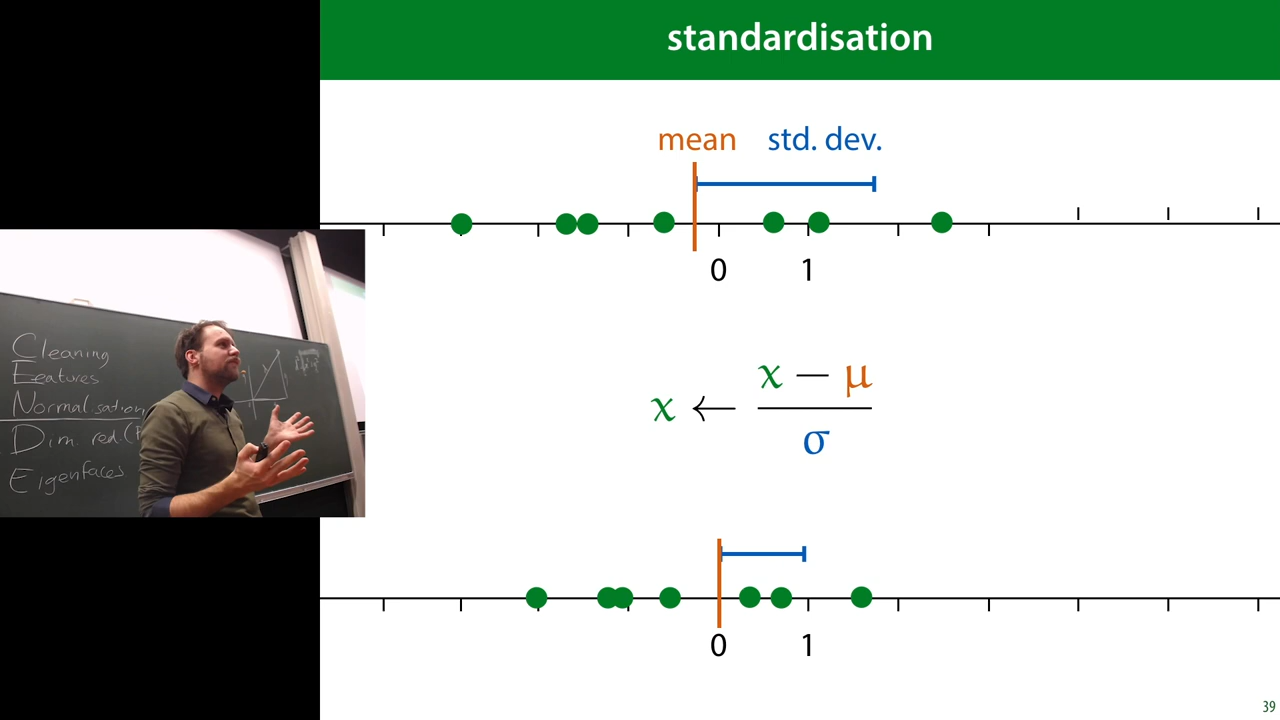 standardisation
mean std. dev.
0 1
x ← x − μ / σ
0 1
39
Cleaning
Features
Normalisation
Dim. red.
Eigenfaces